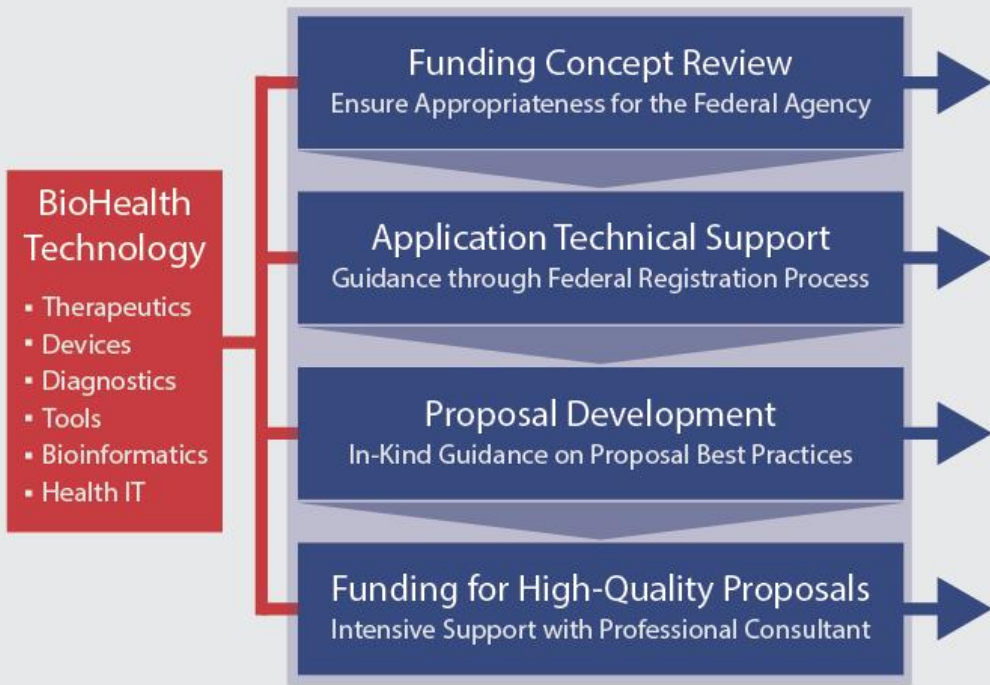 BioHealth
Technology
▪ Therapeutics
▪ Devices
▪ Diagnostics
▪ Tools
▪ Bioinformatics
▪ Health IT
Funding Concept Review
Ensure Appropriateness for the Federal Agency
Application Technical Support
Guidance through Federal Registration Process
Proposal Development
In-Kind Guidance on Proposal Best Practices
Funding for High-Quality Proposals
Intensive Support with Professional Consultant